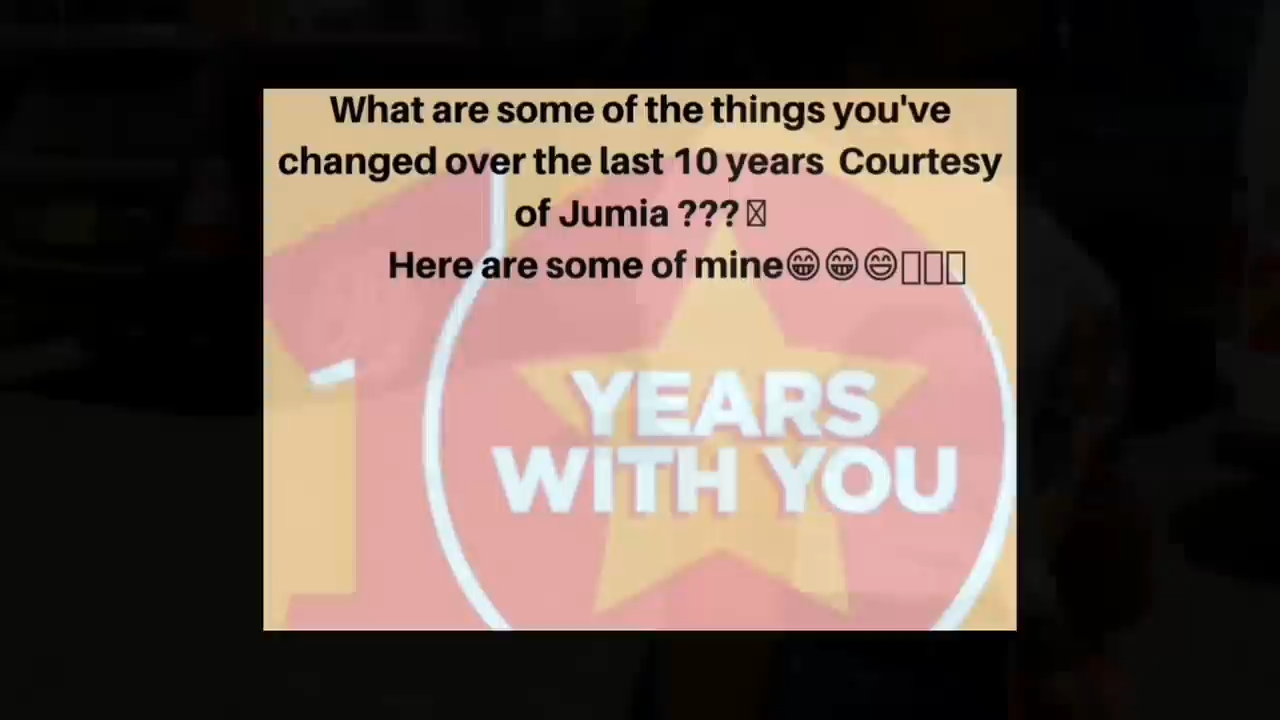 What are some of the things you've
changed over the last 10 years Courtesy
of Jumia ???
Here are some of mine😁😁😄
10
YEARS
WITH YOU